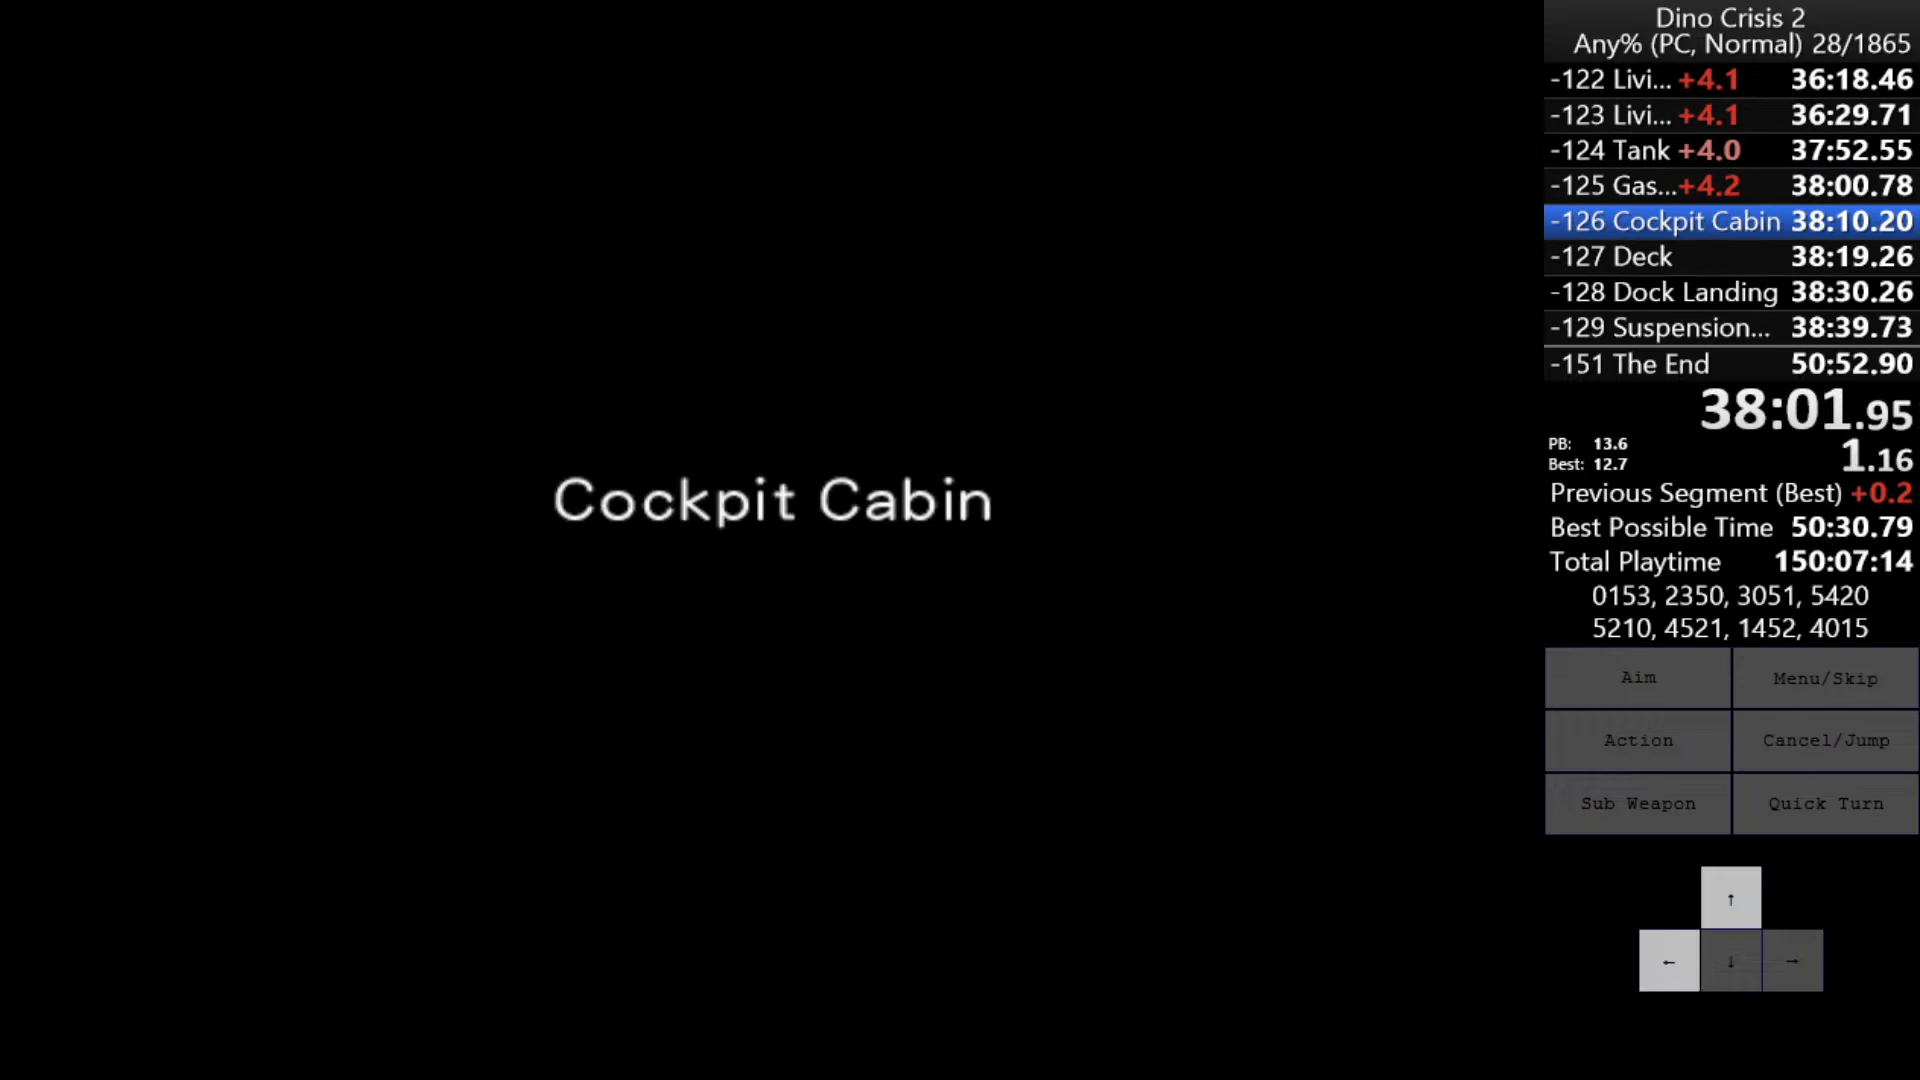 Cockpit Cabin
Dino Crisis 2
Any% (PC, Normal) 28/1865
-122 Livi... +4.1 36:18.46
-123 Livi... +4.1 36:29.71
-124 Tank +4.0 37:52.55
-125 Gas...+4.2 38:00.78
-126 Cockpit Cabin 38:10.20
-127 Deck 38:19.26
-128 Dock Landing 38:30.26
-129 Suspension... 38:39.73
-151 The End 50:52.90
38:01.95
PB: 13.6
Best: 12.7
1.16
Previous Segment (Best) +0.2
Best Possible Time 50:30.79
Total Playtime 150:07:14
0153, 2350, 3051, 5420
5210, 4521, 1452, 4015
Aim Menu/Skip
Action Cancel/Jump
Sub Weapon Quick Turn
↑
← ↓ →